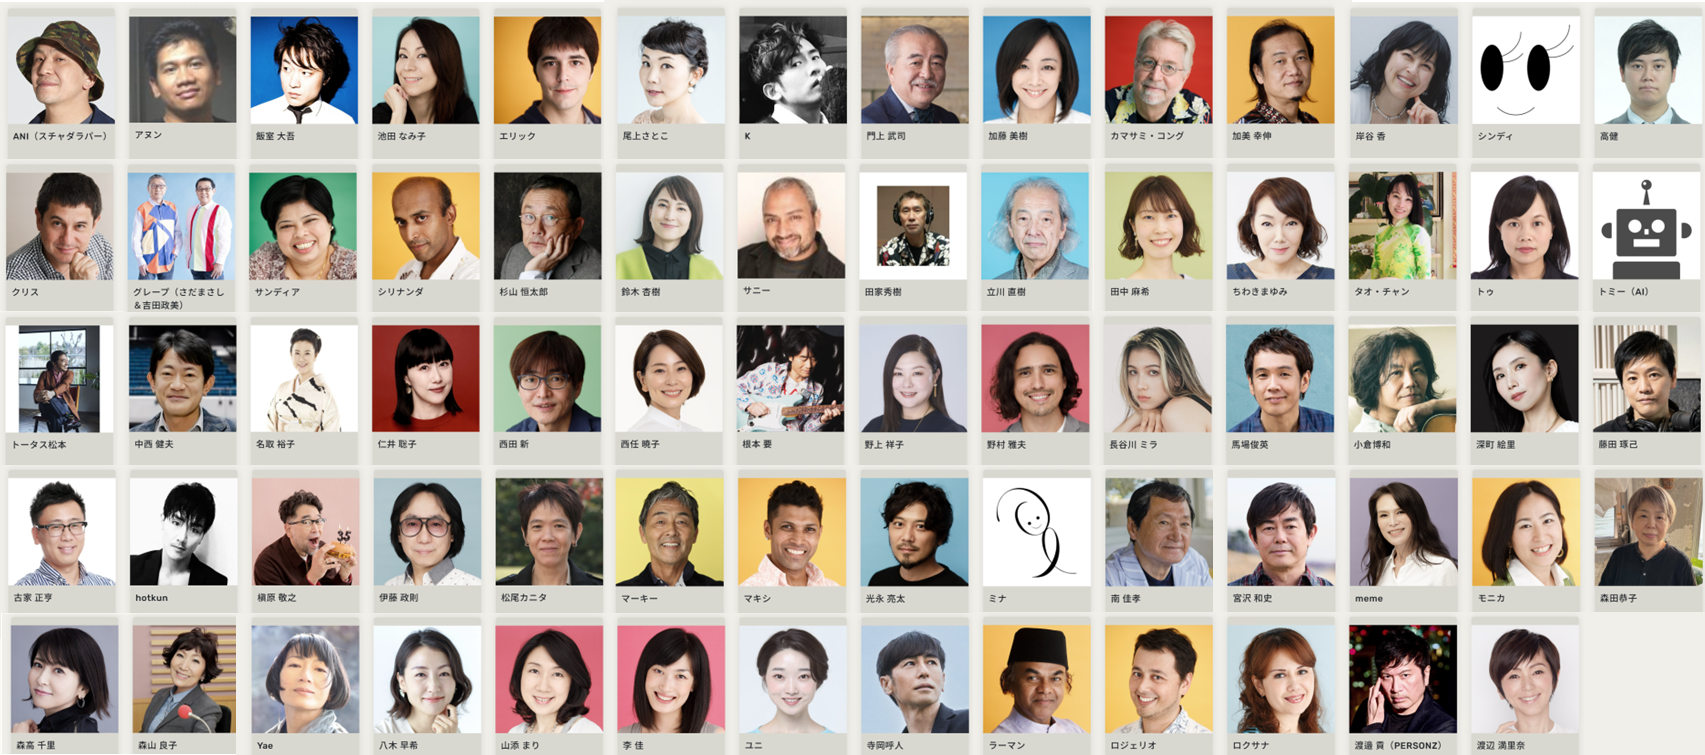 ANI（スチャダラパー）
アヌン
飯室 大吾
池田 なみ子
エリック
尾上さとこ
K
門上 武司
加藤 美樹
カマサミ・コング
加美 幸伸
岸谷 香
シンディ
高健
クリス
グレープ（さだまさし
＆吉田政美）
サンディア
シリナンダ
杉山 恒太郎
鈴木 杏樹
サニー
田家秀樹
立川 直樹
田中 麻希
ちわきまゆみ
タオ・チャン
トゥ
トミー（AI）
トータス松本
中西 健夫
名取 裕子
仁井 聡子
西田 新
西任 暁子
根本 要
野上 祥子
野村 雅夫
長谷川 ミラ
馬場俊英
小倉博和
深町 絵里
藤田 琢己
古家 正亨
hotkun
槇原 敬之
35
伊藤 政則
松尾カニタ
マーキー
マキシ
光永 亮太
ミナ
南 佳孝
宮沢 和史
meme
モニカ
森田恭子
森高 千里
森山 良子
Yae
八木 早希
山添 まり
李 佳
ユニ
寺岡呼人
ラーマン
ロジェリオ
ロクサナ
渡邉 貢（PERSONZ）
渡辺 満里奈